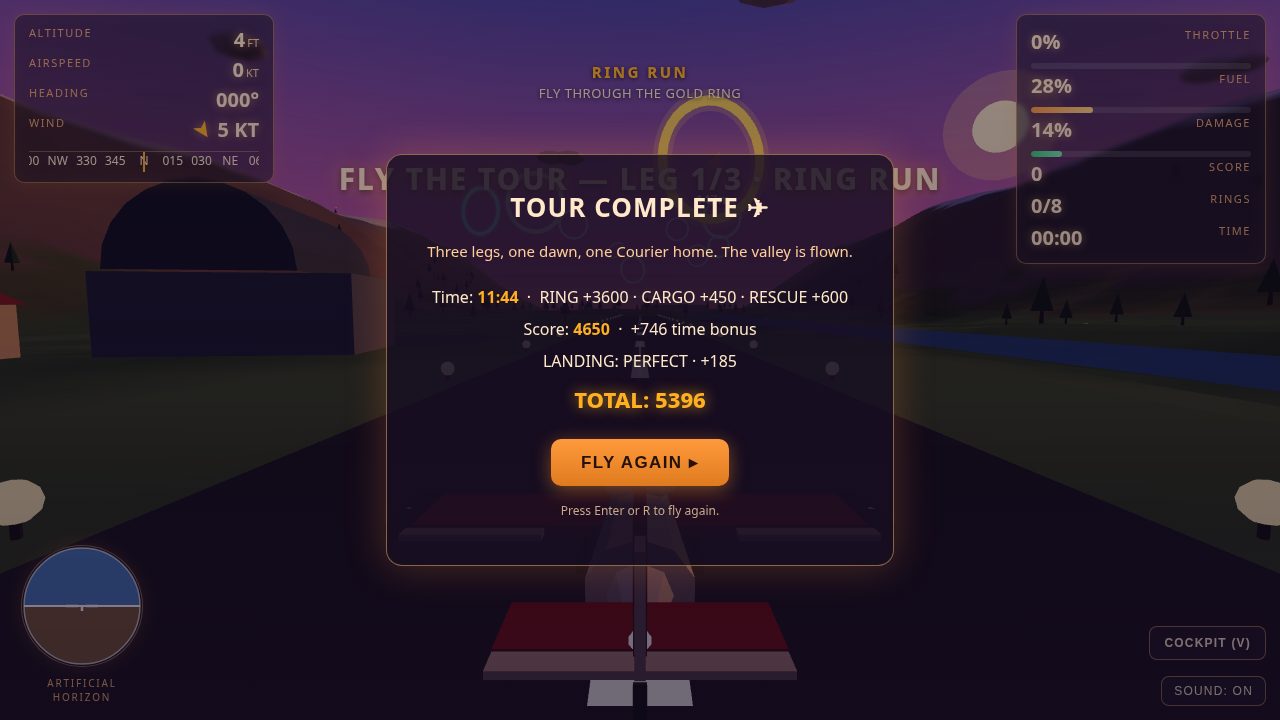 ALTITUDE 4 FT
AIRSPEED 0 KT
HEADING 000°
WIND 5 KT
00 NW 330 345 N 015 030 NE 06
RING RUN
FLY THROUGH THE GOLD RING
0% THROTTLE
28% FUEL
14% DAMAGE
0 SCORE
0/8 RINGS
00:00 TIME
FLY THE TOUR — LEG 1/3 · RING RUN
TOUR COMPLETE ✈
Three legs, one dawn, one Courier home. The valley is flown.
Time: 11:44 · RING +3600 · CARGO +450 · RESCUE +600
Score: 4650 · +746 time bonus
LANDING: PERFECT · +185
TOTAL: 5396
FLY AGAIN ▸
Press Enter or R to fly again.
ARTIFICIAL
HORIZON
COCKPIT (V)
SOUND: ON